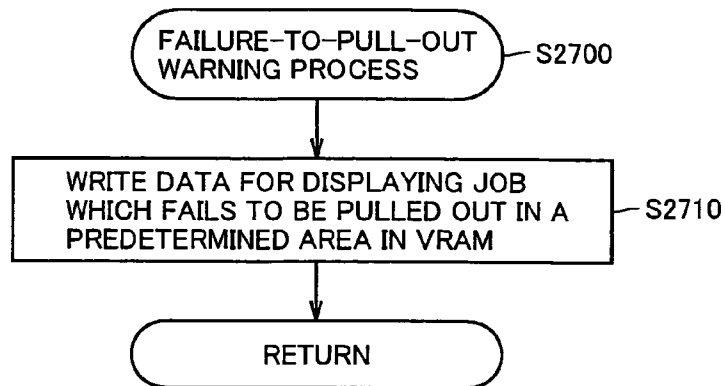 FAILURE-TO-PULL-OUT
WARNING PROCESS
S2700
WRITE DATA FOR DISPLAYING JOB
WHICH FAILS TO BE PULLED OUT IN A
PREDETERMINED AREA IN VRAM
S2710
RETURN